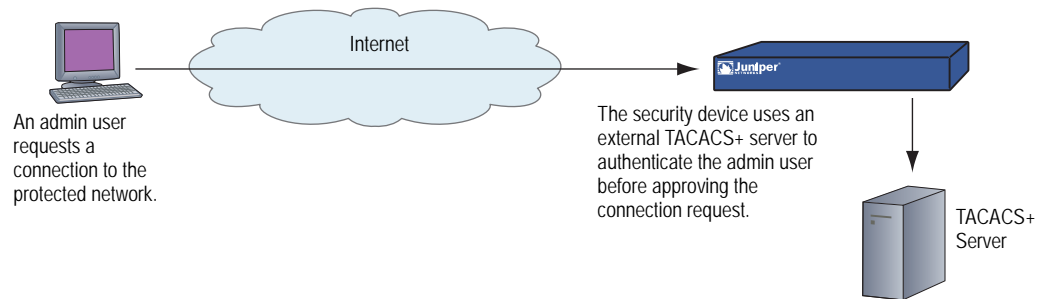 Internet
Juniper
NETWORKS
An admin user
requests a
connection to the
protected network.
The security device uses an
external TACACS+ server to
authenticate the admin user
before approving the
connection request.
TACACS+
Server